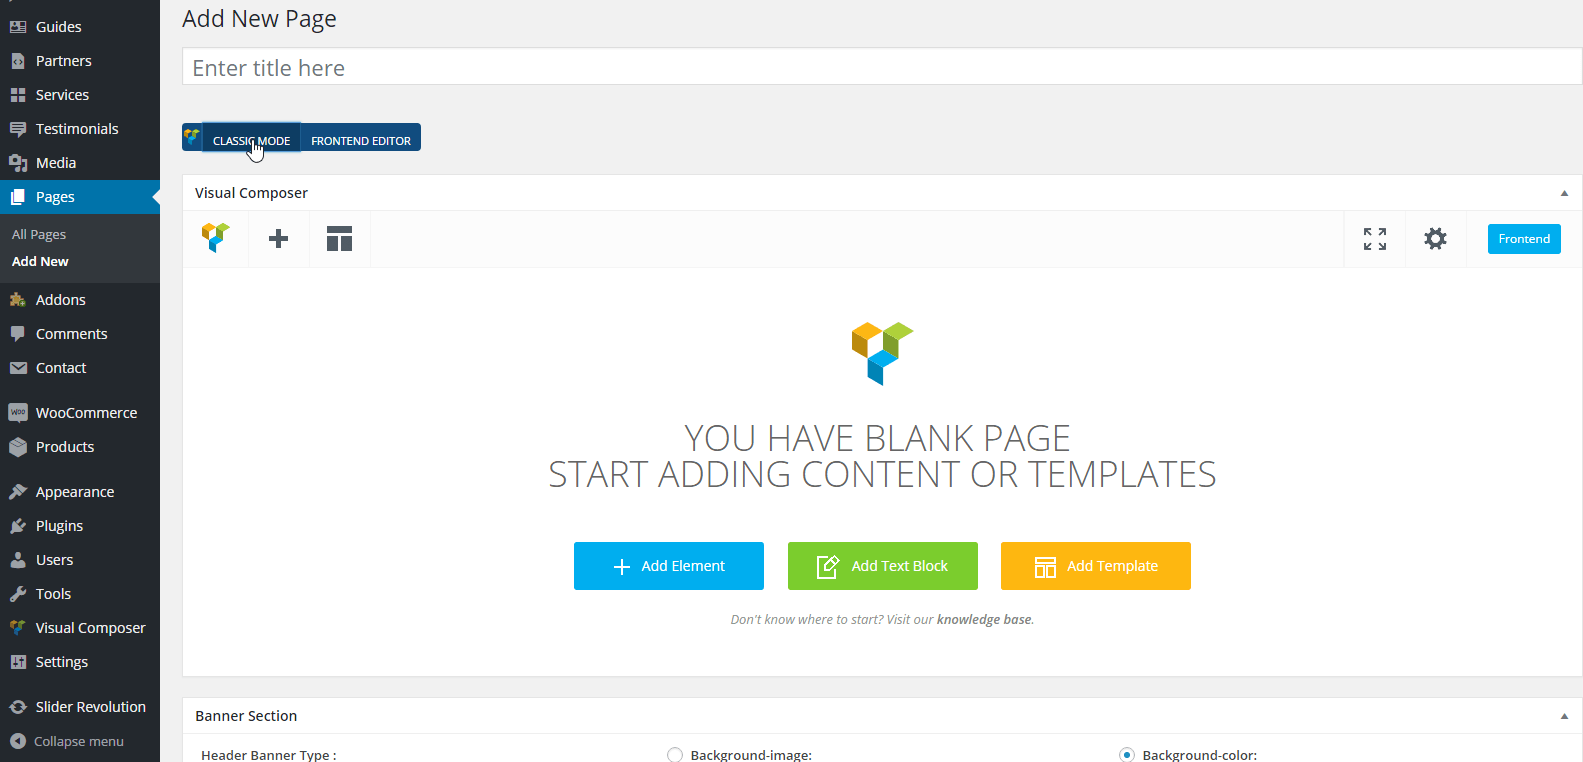 Guides
Partners
Services
Testimonials
Media
Pages
All Pages
Add New
Addons
Comments
Contact
WOO WooCommerce
Products
Appearance
Plugins
Users
Tools
Visual Composer
Settings
Slider Revolution
Collapse menu
Add New Page
Enter title here
CLASSIC MODE FRONTEND EDITOR
Visual Composer
Frontend
YOU HAVE BLANK PAGE
START ADDING CONTENT OR TEMPLATES
Add Element Add Text Block Add Template
Don't know where to start? Visit our knowledge base.
Banner Section
Header Banner Type : Background-image: Background-color: